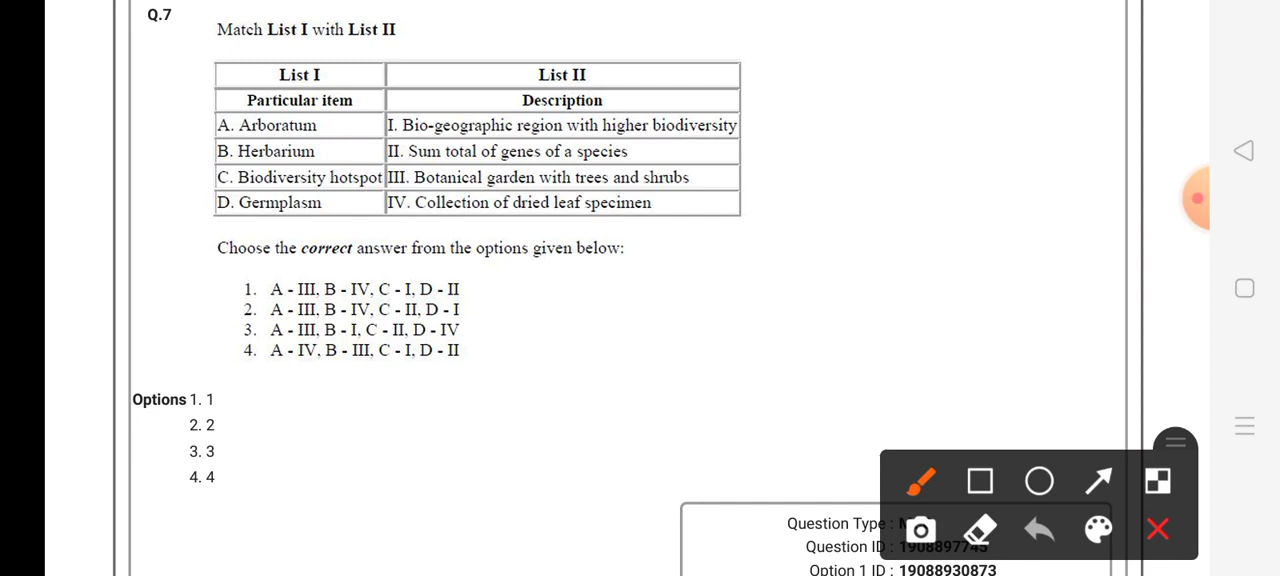 Q.7
Match List I with List II
List I List II
Particular item Description
A. Arboratum I. Bio-geographic region with higher biodiversity
B. Herbarium II. Sum total of genes of a species
C. Biodiversity hotspot III. Botanical garden with trees and shrubs
D. Germplasm IV. Collection of dried leaf specimen
Choose the correct answer from the options given below:
1. A - III, B - IV, C - I, D - II
2. A - III, B - IV, C - II, D - I
3. A - III, B - I, C - II, D - IV
4. A - IV, B - III, C - I, D - II
Options 1. 1
2. 2
3. 3
4. 4
Question Type :
Question ID : 1908897745
Option 1 ID : 19088930873